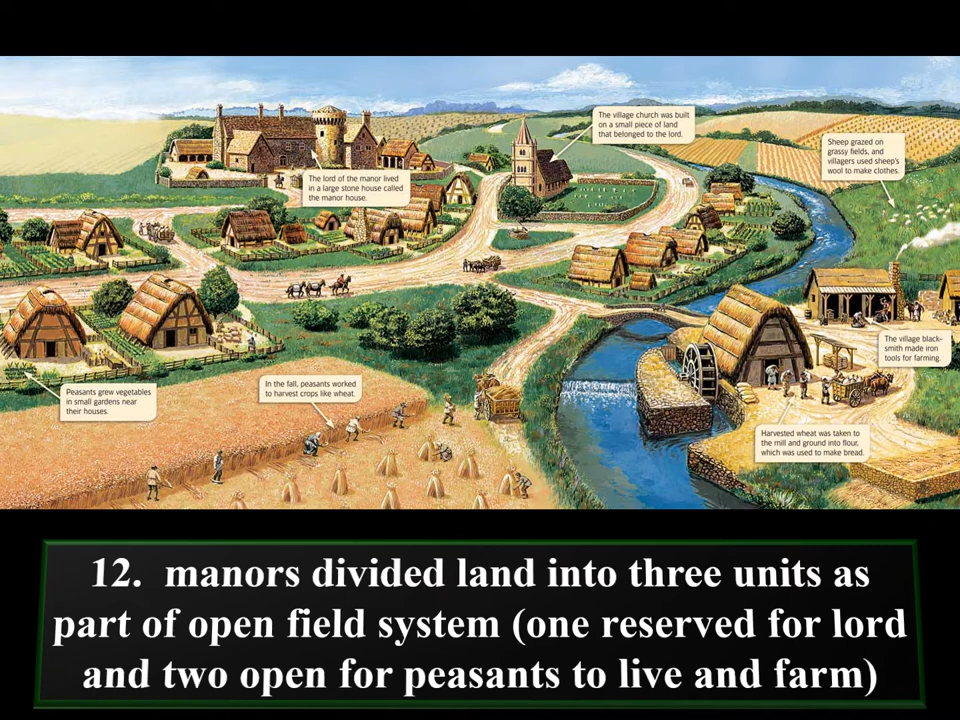 The village church was built
on a small piece of land
that belonged to the lord.
Sheep grazed on
grassy fields, and
villagers used sheep's
wool to make clothes.
The lord of the manor lived
in a large stone house called
the manor house.
The village black-
smith made iron
tools for farming.
Peasants grew vegetables
in small gardens near
their houses.
In the fall, peasants worked
to harvest crops like wheat.
Harvested wheat was taken to
the mill and ground into flour,
which was used to make bread.
12. manors divided land into three units as
part of open field system (one reserved for lord
and two open for peasants to live and farm)